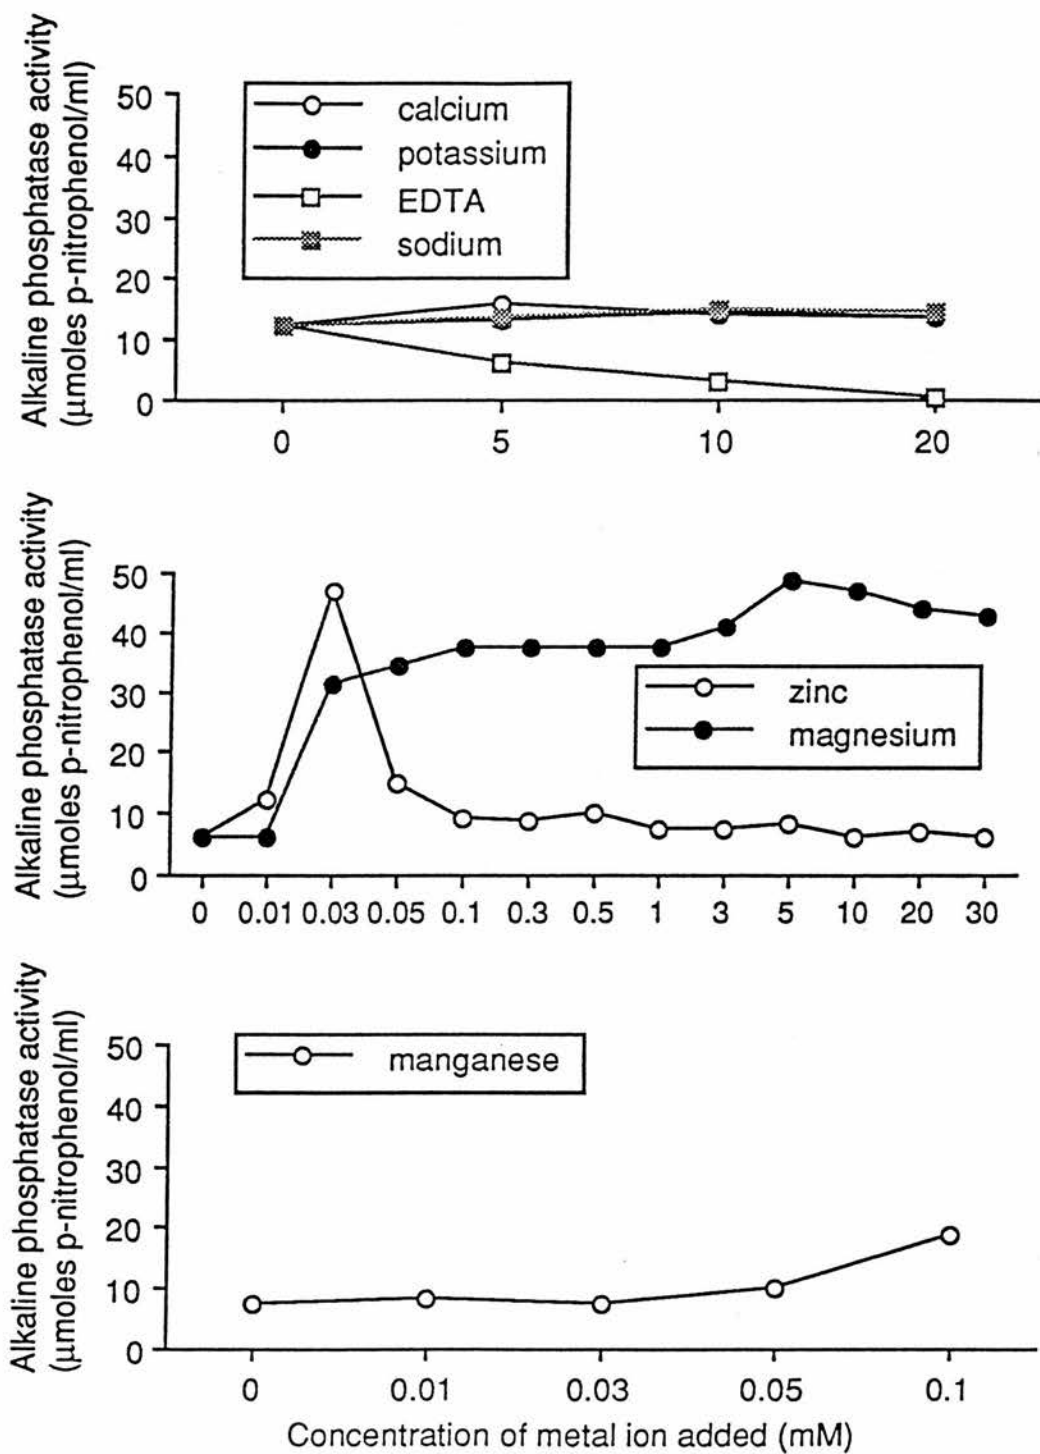 Alkaline phosphatase activity
(µmoles p-nitrophenol/ml)
50
40
30
20
10
0
calcium
potassium
EDTA
sodium
0 5 10 20
Alkaline phosphatase activity
(µmoles p-nitrophenol/ml)
50
40
30
20
10
0
zinc
magnesium
0 0.01 0.03 0.05 0.1 0.3 0.5 1 3 5 10 20 30
Alkaline phosphatase activity
(µmoles p-nitrophenol/ml)
50
40
30
20
10
0
manganese
0 0.01 0.03 0.05 0.1
Concentration of metal ion added (mM)